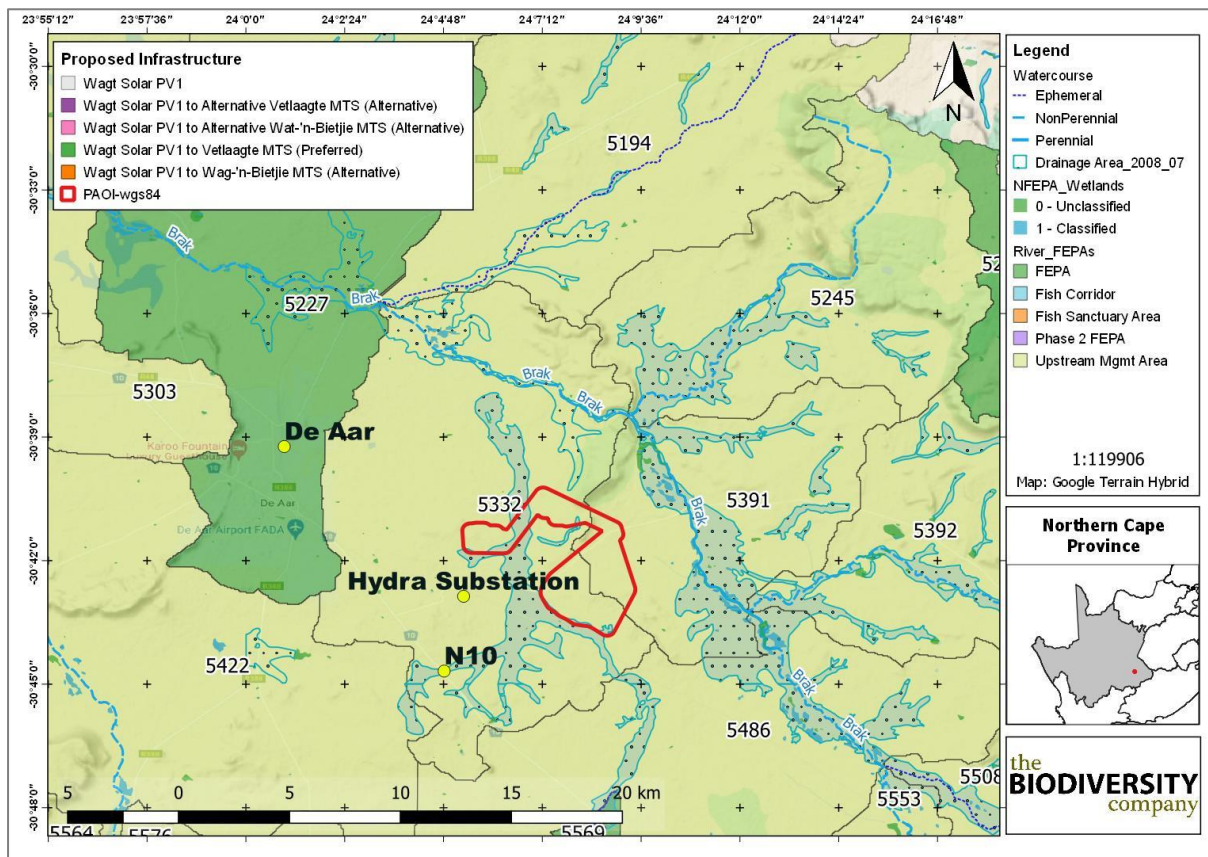 23°55'12" 23°57'36" 24°0'0" 24°2'24" 24°4'48" 24°7'12" 24°9'36" 24°12'0" 24°14'24" 24°16'48"
-30°30'0"
-30°33'0"
-30°36'0"
-30°39'0"
-30°42'0"
-30°45'0"
-30°48'0"
Proposed Infrastructure
Wagt Solar PV1
Wagt Solar PV1 to Alternative Vetlaagte MTS (Alternative)
Wagt Solar PV1 to Alternative Wat-'n-Bietjie MTS (Alternative)
Wagt Solar PV1 to Vetlaagte MTS (Preferred)
Wagt Solar PV1 to Wag-'n-Bietjie MTS (Alternative)
PAOI-wgs84
5194
Brak
5227
Brak
5245
5303
Brak
Brak
De Aar
Karoo Fountain
Luxury Guesthouse
De Aar
De Aar Airport FADA
5332
5391
Brak
5392
Hydra Substation
10
N10
5422
Brak
5486
Brak
5508
5553
5 0 5 10 15 20 km
5564
5576
5569
N
Legend
Watercourse
Ephemeral
NonPerennial
Perennial
Drainage Area_2008_07
NFEPA_Wetlands
0 - Unclassified
1 - Classified
River_FEPAs
FEPA
Fish Corridor
Fish Sanctuary Area
Phase 2 FEPA
Upstream Mgmt Area
1:119906
Map: Google Terrain Hybrid
Northern Cape
Province
the
BIODIVERSITY
company